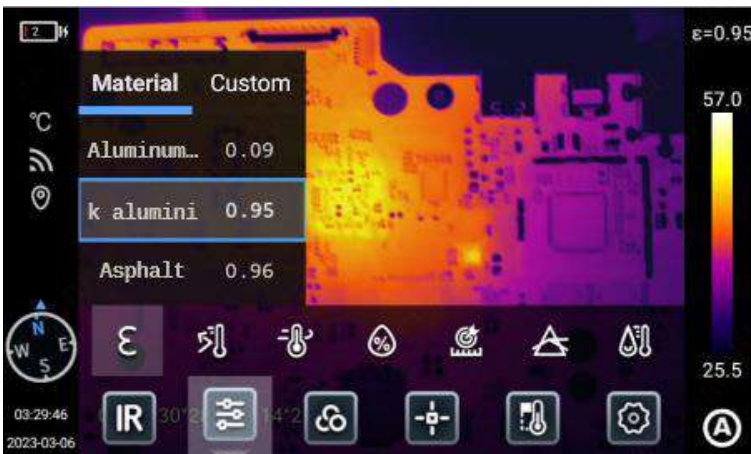 2
ε=0.95
Material Custom
57.0
°C
Aluminum… 0.09
k alumini 0.95
Asphalt 0.96
N
W E
S
ε
%
25.5
03:29:46
2023-03-06
IR
A